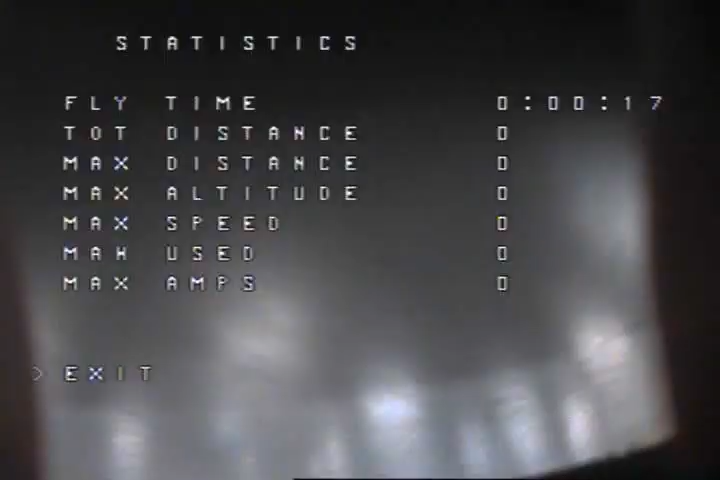 STATISTICS
FLY TIME 0:00:17
TOT DISTANCE 0
MAX DISTANCE 0
MAX ALTITUDE 0
MAX SPEED 0
MAH USED 0
MAX AMPS 0
> EXIT